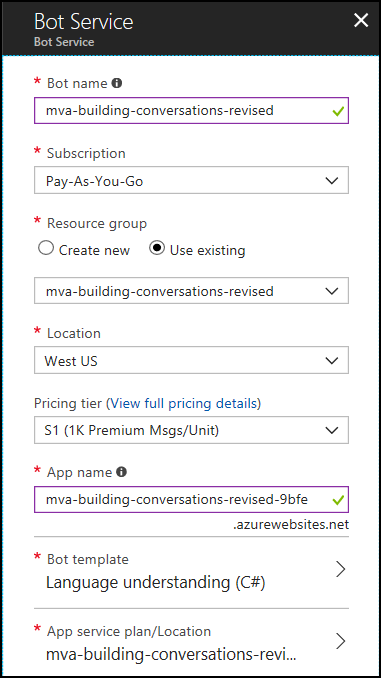 Bot Service
Bot Service
* Bot name
mva-building-conversations-revised
* Subscription
Pay-As-You-Go
* Resource group
Create new Use existing
mva-building-conversations-revised
* Location
West US
Pricing tier (View full pricing details)
S1 (1K Premium Msgs/Unit)
* App name
mva-building-conversations-revised-9bfe
.azurewebsites.net
* Bot template
Language understanding (C#)
* App service plan/Location
mva-building-conversations-revi...